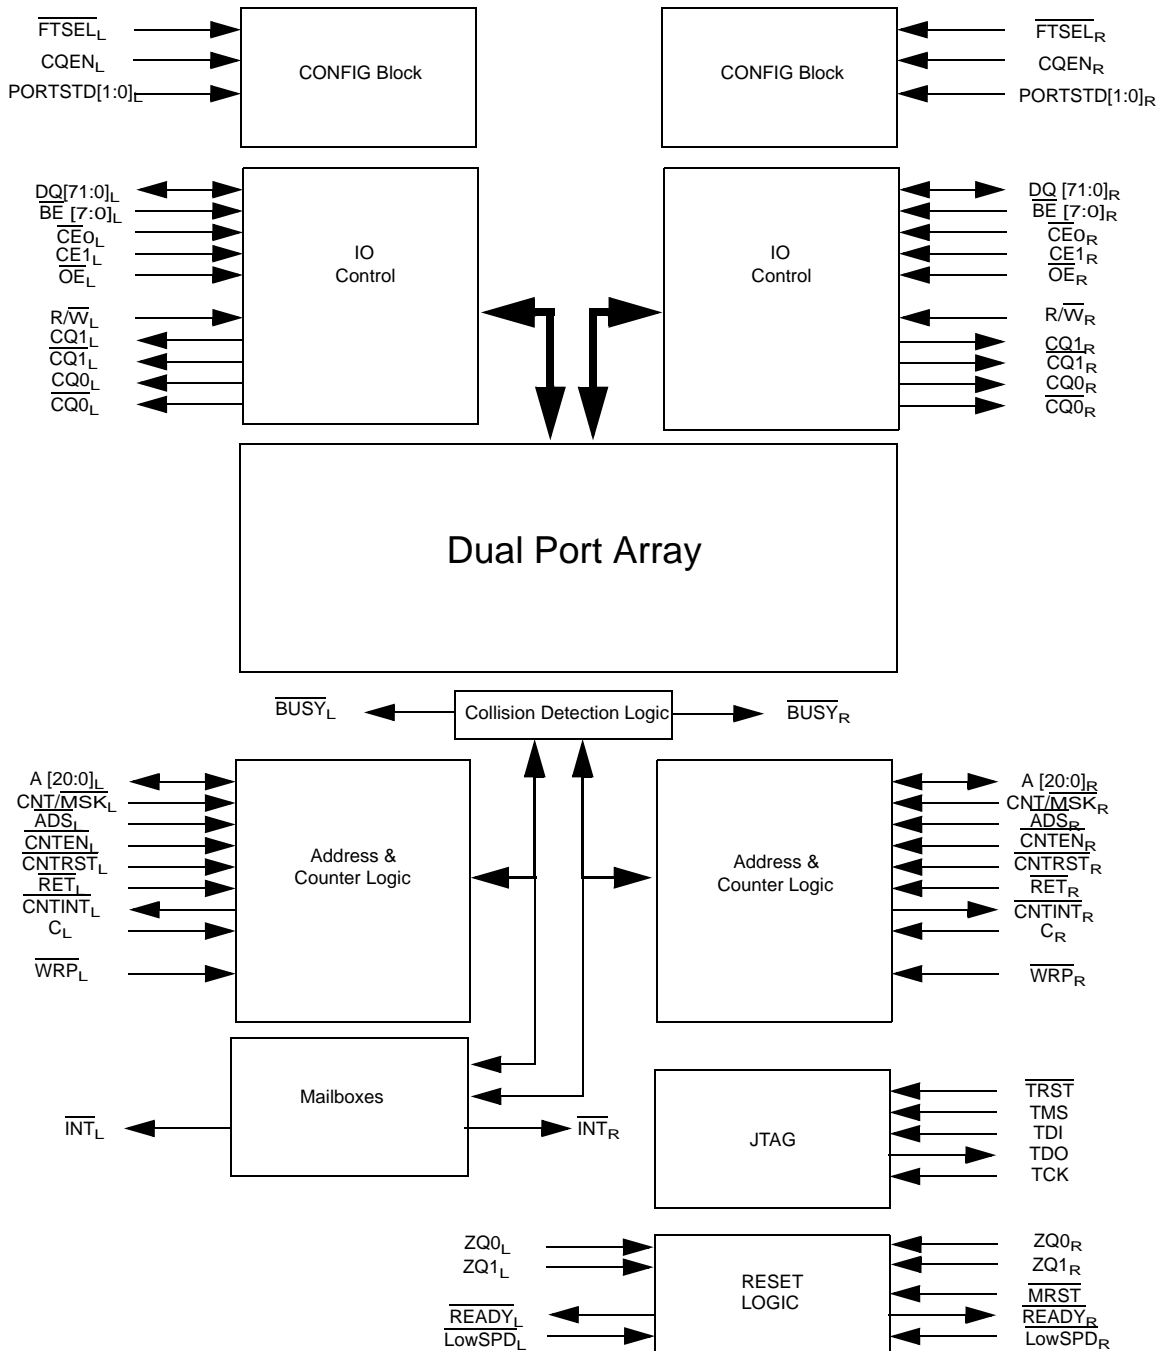 FTSEL_L
CQEN_L
PORTSTD[1:0]_L
CONFIG Block
CONFIG Block
FTSEL_R
CQEN_R
PORTSTD[1:0]_R
DQ[71:0]_L
BE [7:0]_L
CE0_L
CE1_L
OE_L
R/W_L
CQ1_L
CQ1_L
CQ0_L
CQ0_L
IO
Control
IO
Control
DQ [71:0]_R
BE [7:0]_R
CE0_R
CE1_R
OE_R
R/W_R
CQ1_R
CQ1_R
CQ0_R
CQ0_R
Dual Port Array
BUSY_L
Collision Detection Logic
BUSY_R
A [20:0]_L
CNT/MSK_L
ADS_L
CNTEN_L
CNTRST_L
RET_L
CNTINT_L
C_L
WRP_L
Address &
Counter Logic
Address &
Counter Logic
A [20:0]_R
CNT/MSK_R
ADS_R
CNTEN_R
CNTRST_R
RET_R
CNTINT_R
C_R
WRP_R
Mailboxes
INT_L
INT_R
JTAG
TRST
TMS
TDI
TDO
TCK
ZQ0_L
ZQ1_L
READY_L
LowSPD_L
RESET
LOGIC
ZQ0_R
ZQ1_R
MRST
READY_R
LowSPD_R